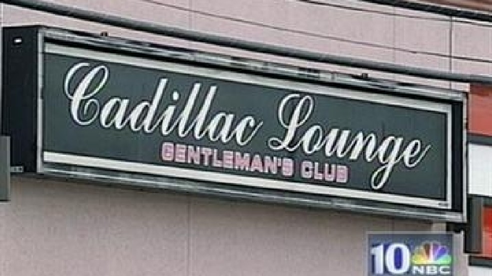 Cadillac Lounge
GENTLEMAN'S CLUB
10
NBC